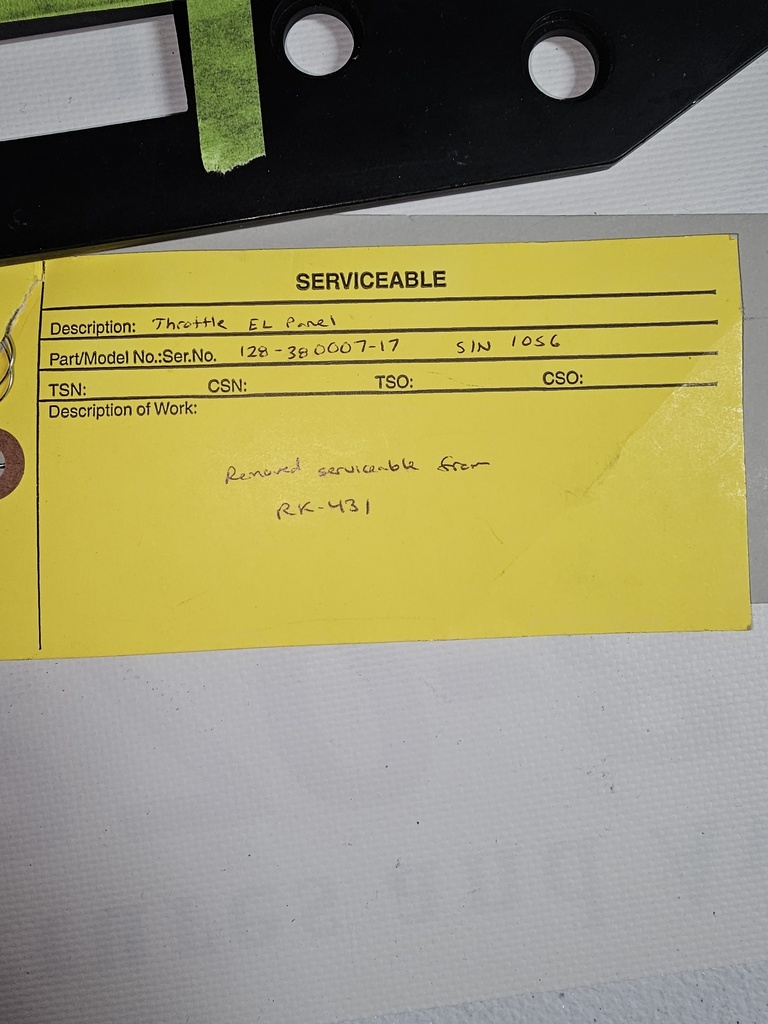 SERVICEABLE
Description: Throttle EL Panel
Part/Model No.:Ser.No. 128-380007-17 S/N 1056
TSN: CSN: TSO: CSO:
Description of Work:
Removed serviceable from
RK-431